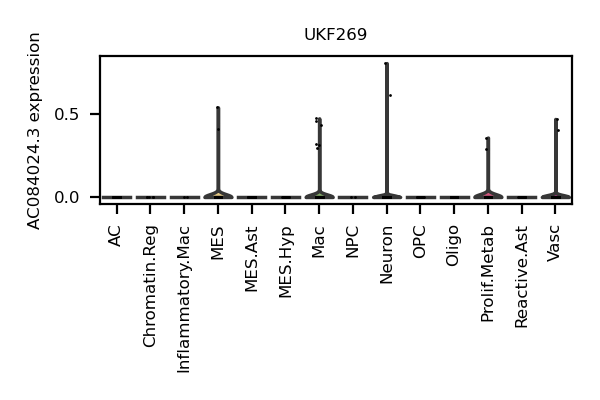 UKF269
AC084024.3 expression
0.5
0.0
AC
Chromatin.Reg
Inflammatory.Mac
MES
MES.Ast
MES.Hyp
Mac
NPC
Neuron
OPC
Oligo
Prolif.Metab
Reactive.Ast
Vasc